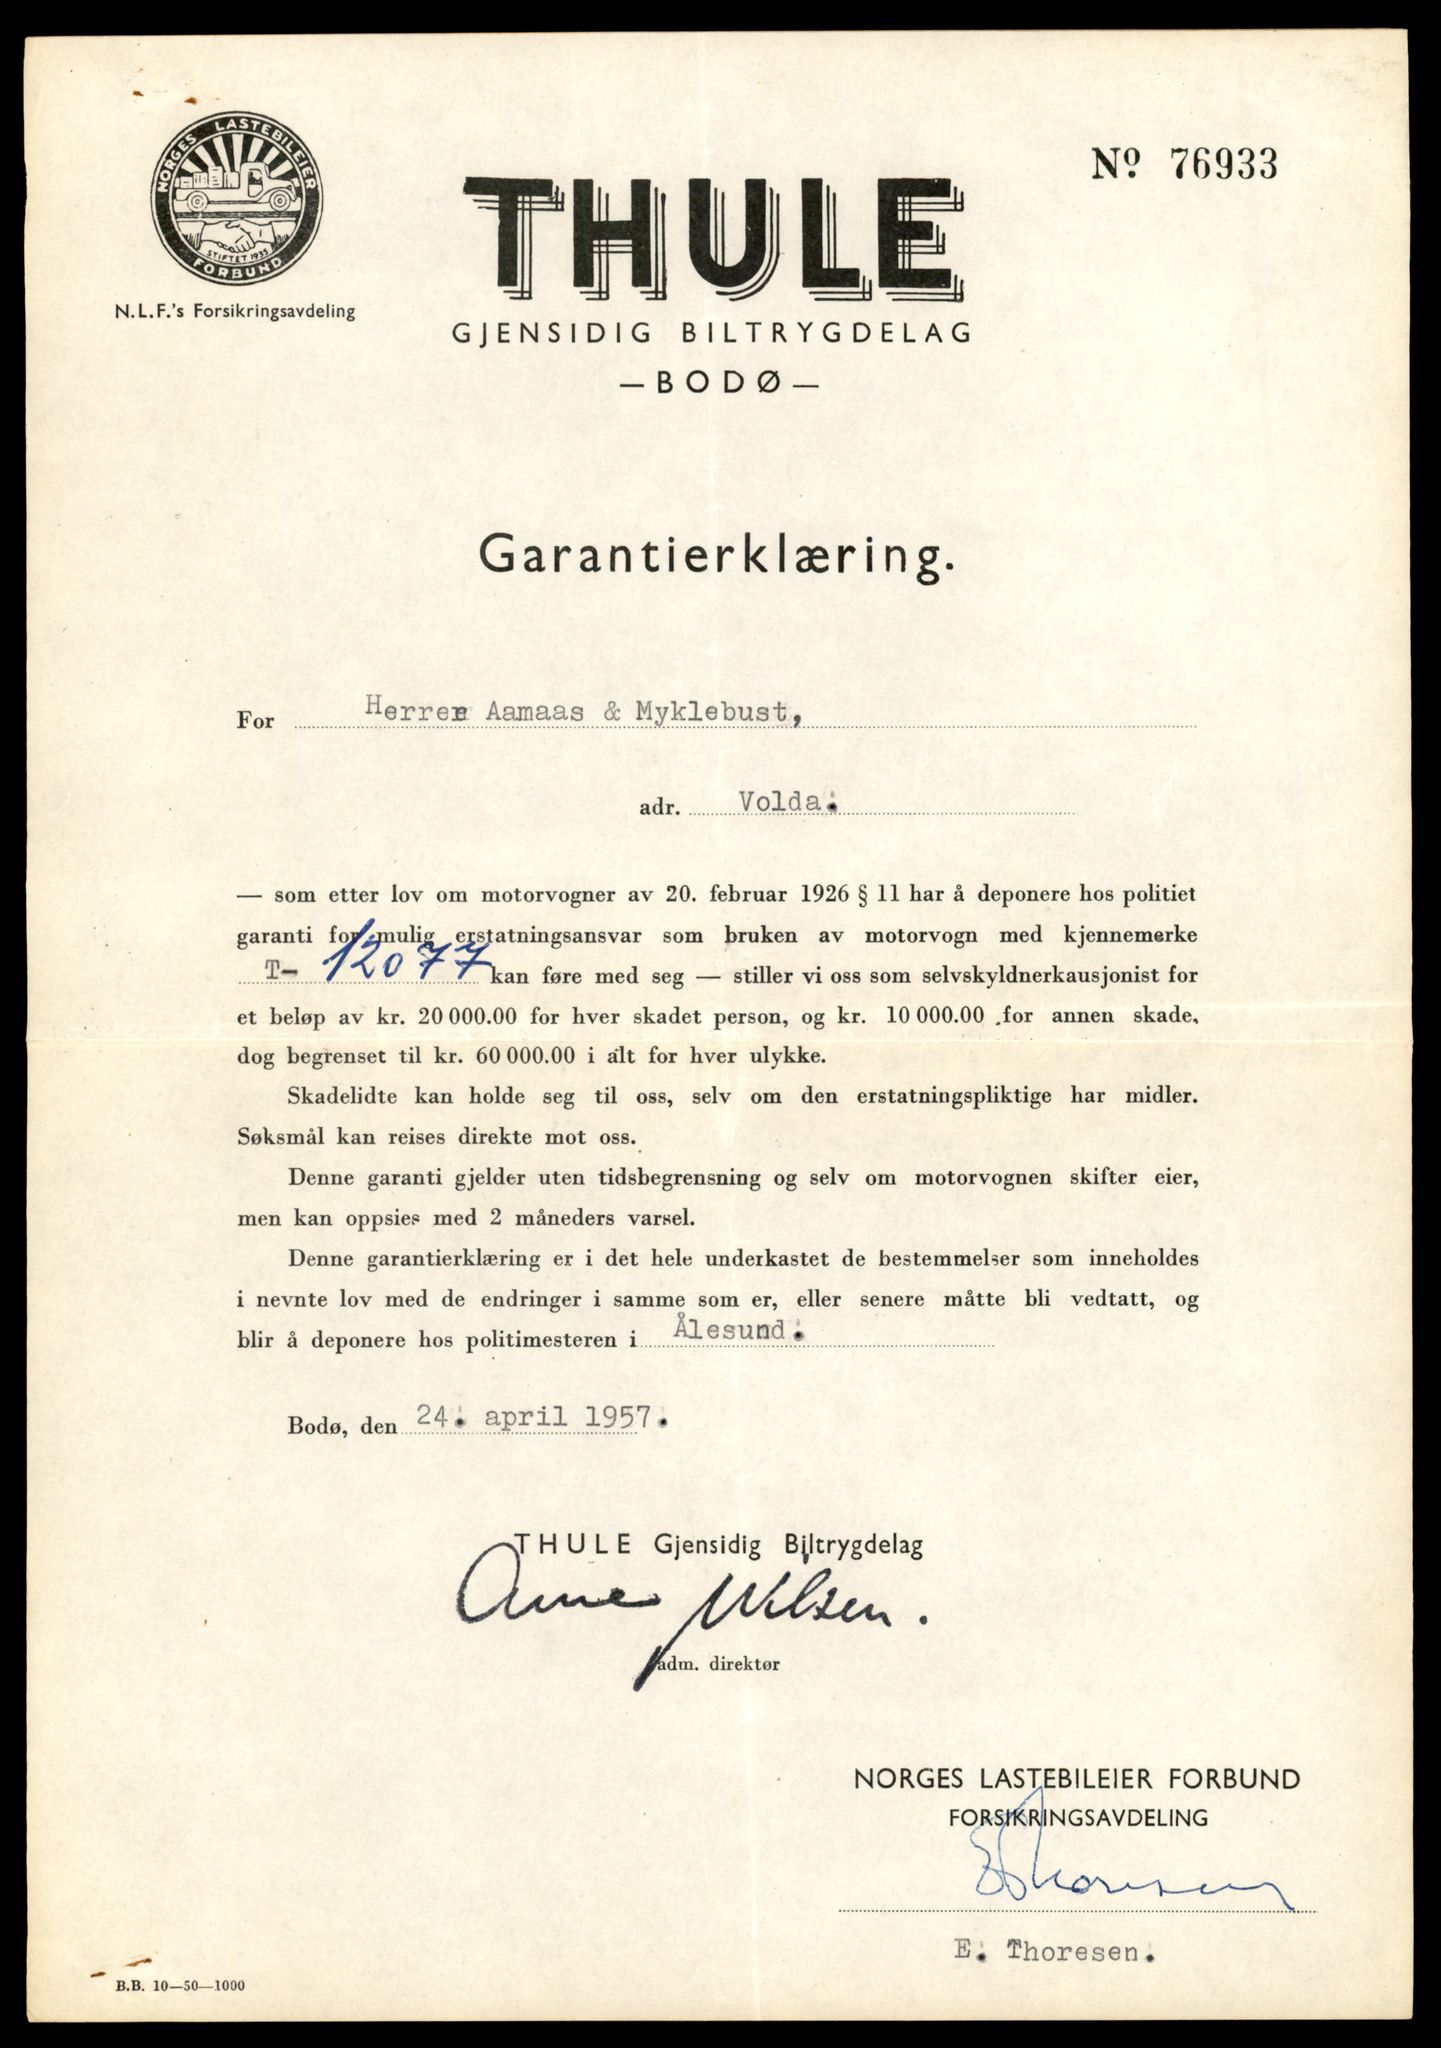 NORGES LASTEBILEIER FORBUND
STIFTET 1935
N.L.F.'s Forsikringsavdeling
Nº 76933
THULE
GJENSIDIG BILTRYGDELAG
— BODØ —
Garantierklæring.
For Herrer Aamaas & Myklebust,
adr. Volda.
— som etter lov om motorvogner av 20. februar 1926 § 11 har å deponere hos politiet
garanti for mulig erstatningsansvar som bruken av motorvogn med kjennemerke
T- 12077 kan føre med seg — stiller vi oss som selvskyldnerkausjonist for
et beløp av kr. 20 000.00 for hver skadet person, og kr. 10 000.00 for annen skade,
dog begrenset til kr. 60 000.00 i alt for hver ulykke.
Skadelidte kan holde seg til oss, selv om den erstatningspliktige har midler.
Søksmål kan reises direkte mot oss.
Denne garanti gjelder uten tidsbegrensning og selv om motorvognen skifter eier,
men kan oppsies med 2 måneders varsel.
Denne garantierklæring er i det hele underkastet de bestemmelser som inneholdes
i nevnte lov med de endringer i samme som er, eller senere måtte bli vedtatt, og
blir å deponere hos politimesteren i Ålesund.
Bodø, den 24. april 1957.
THULE Gjensidig Biltrygdelag
Arne Nilsen.
adm. direktør
NORGES LASTEBILEIER FORBUND
FORSIKRINGSAVDELING
E Thoresen
E. Thoresen.
B.B. 10—50—1000